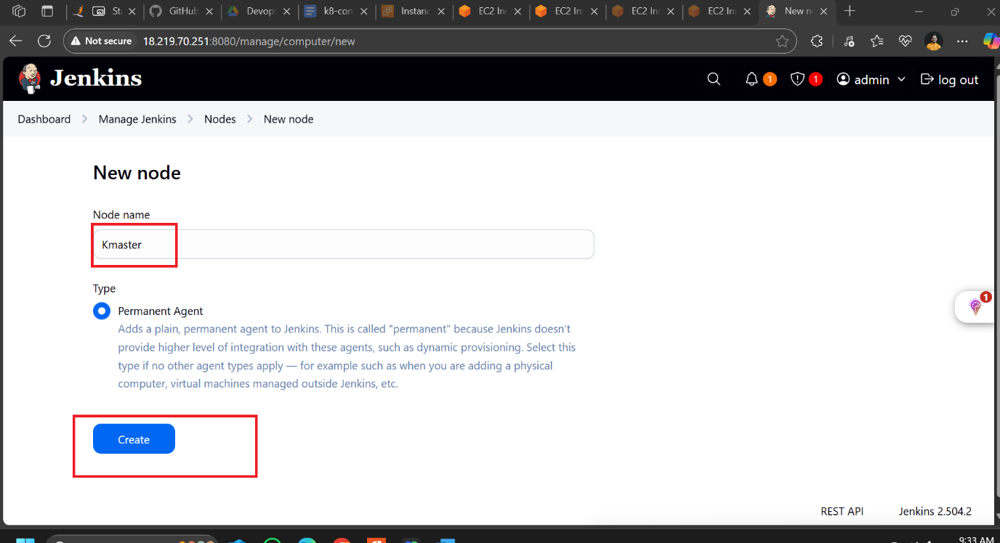 St
GitHub
Devop
k8-con
Instanc
EC2 In
EC2 In
EC2 In
EC2 In
New n
Not secure
18.219.70.251:8080/manage/computer/new
Jenkins
1
1
admin
log out
Dashboard
Manage Jenkins
Nodes
New node
New node
Node name
Kmaster
Type
Permanent Agent
Adds a plain, permanent agent to Jenkins. This is called "permanent" because Jenkins doesn't
provide higher level of integration with these agents, such as dynamic provisioning. Select this
type if no other agent types apply — for example such as when you are adding a physical
computer, virtual machines managed outside Jenkins, etc.
1
Create
REST API
Jenkins 2.504.2
9:33 AM